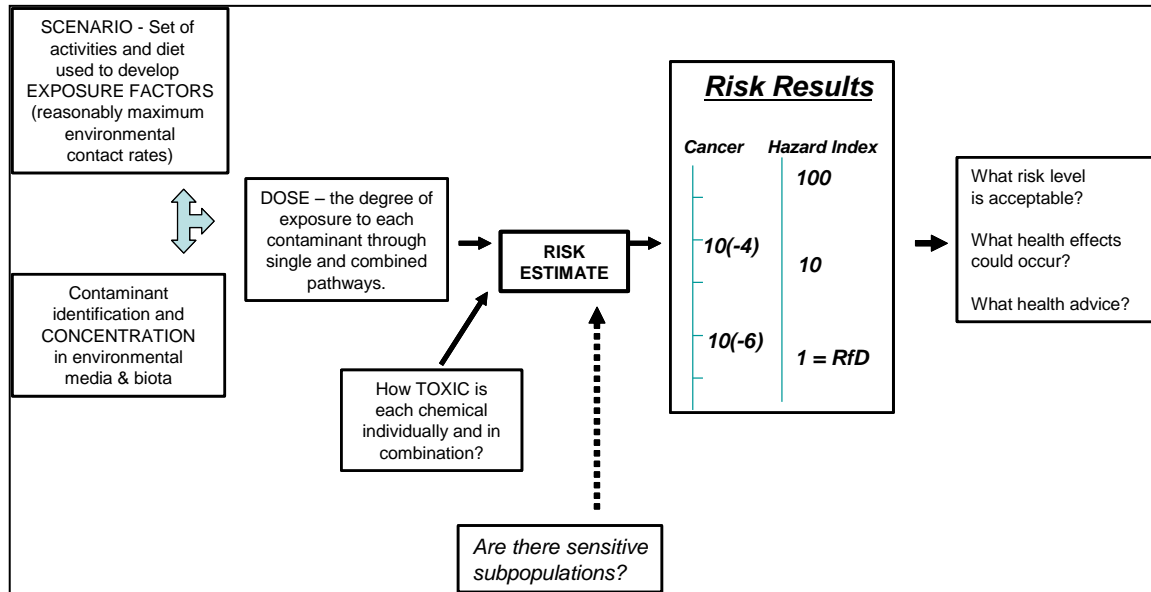 SCENARIO - Set of
activities and diet
used to develop
EXPOSURE FACTORS
(reasonably maximum
environmental
contact rates)
Contaminant
identification and
CONCENTRATION
in environmental
media & biota
DOSE – the degree of
exposure to each
contaminant through
single and combined
pathways.
How TOXIC is
each chemical
individually and in
combination?
RISK
ESTIMATE
Are there sensitive
subpopulations?
Risk Results
Cancer Hazard Index
100
10(-4)
10
10(-6)
1 = RfD
What risk level
is acceptable?
What health effects
could occur?
What health advice?